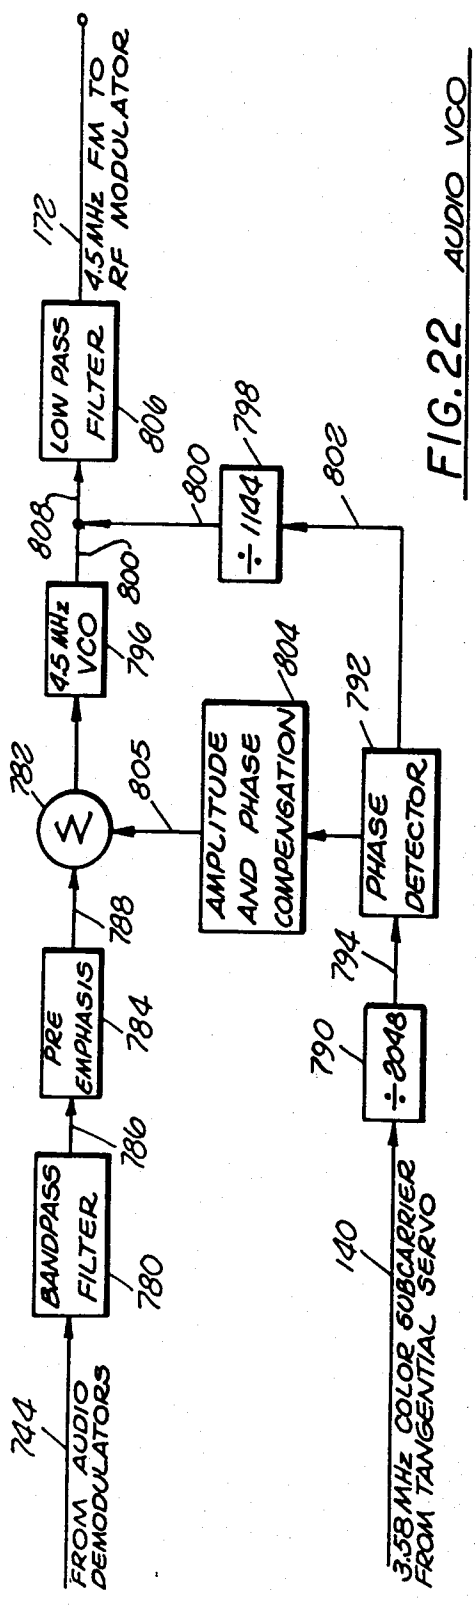 744
FROM AUDIO
DEMODULATORS
BANDPASS
FILTER
780
786
PRE
EMPHASIS
784
788
782
Σ
4.5 MHz
VCO
796
800
808
LOW PASS
FILTER
806
172
4.5 MHz FM TO
RF MODULATOR
805
AMPLITUDE
AND PHASE
COMPENSATION
804
800
÷1144
798
802
140
3.58 MHz COLOR SUBCARRIER
FROM TANGENTIAL SERVO
790
÷2048
794
PHASE
DETECTOR
792
FIG. 22 AUDIO VCO